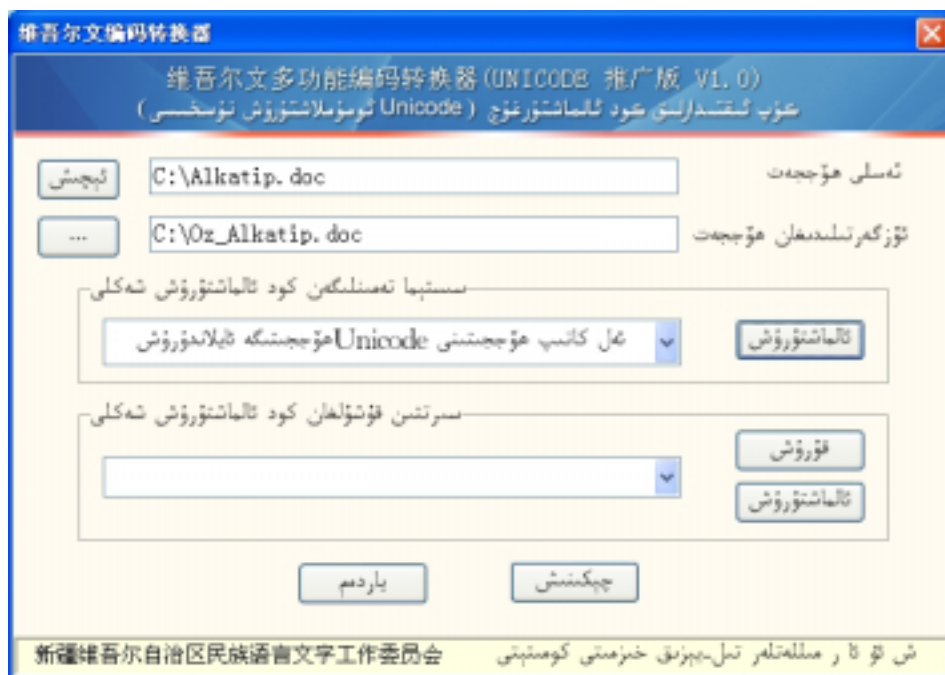 维吾尔文编码转换器
维吾尔文多功能编码转换器(UNICODE 推广版 V1.0)
كۆپ ئىقتىدارلىق كود ئالماشتۇرغۇچ ( Unicode ئومۇملاشتۇرۇش نۇسخىسى )
ئەسلى ھۆججەت
C:\Alkatip.doc
ئېچىش
ئۆزگەرتىلىدىغان ھۆججەت
C:\Oz_Alkatip.doc
...
سىستېما تەمىنلىگەن كود ئالماشتۇرۇش شەكلى
ئەل كاتىپ ھۆججىتىنى Unicodeھۆججىتىگە ئايلاندۇرۇش
ئالماشتۇرۇش
سىرتتىن قوشۇلغان كود ئالماشتۇرۇش شەكلى
قۇرۇش
ئالماشتۇرۇش
ياردەم
چېكىنىش
新疆维吾尔自治区民族语言文字工作委员会
ش ئۇ ئا ر مىللەتلەر تىل-يېزىق خىزمىتى كومىتېتى